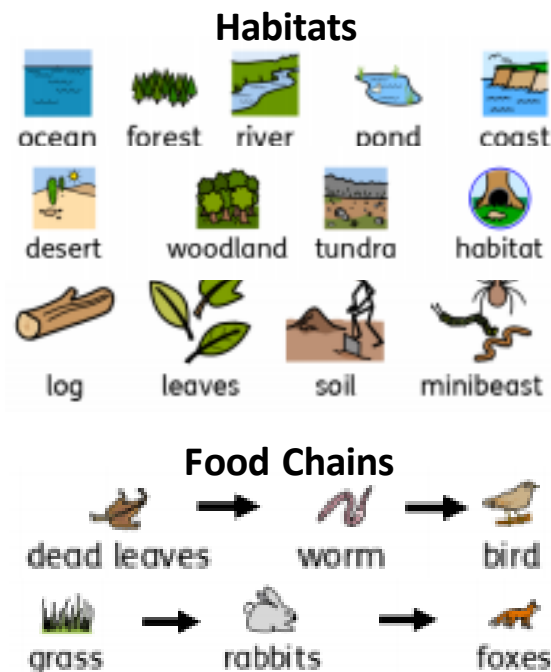 Habitats
ocean forest river pond coast
desert woodland tundra habitat
log leaves soil minibeast
Food Chains
dead leaves worm bird
grass rabbits foxes